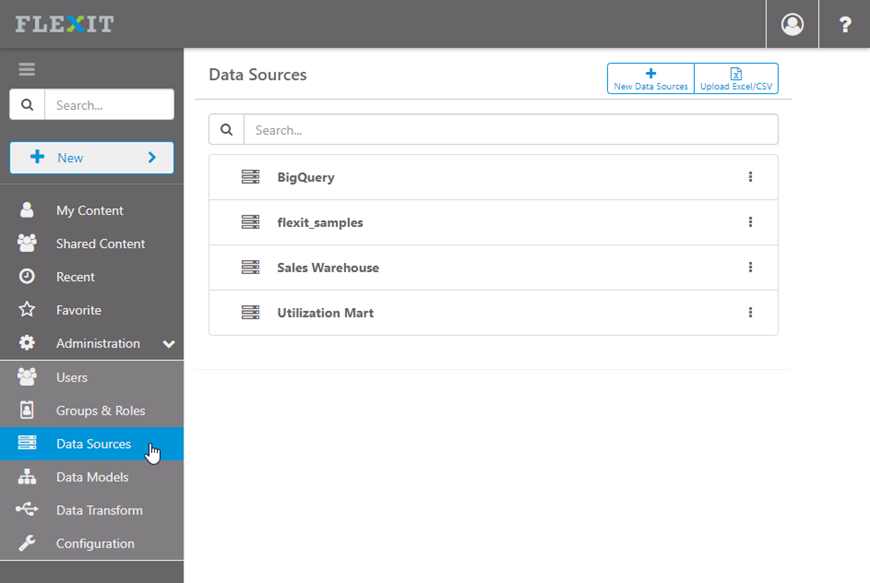 FLEXIT
?
Search...
New
My Content
Shared Content
Recent
Favorite
Administration
Users
Groups & Roles
Data Sources
Data Models
Data Transform
Configuration
Data Sources
New Data Sources
Upload Excel/CSV
Search...
BigQuery
flexit_samples
Sales Warehouse
Utilization Mart